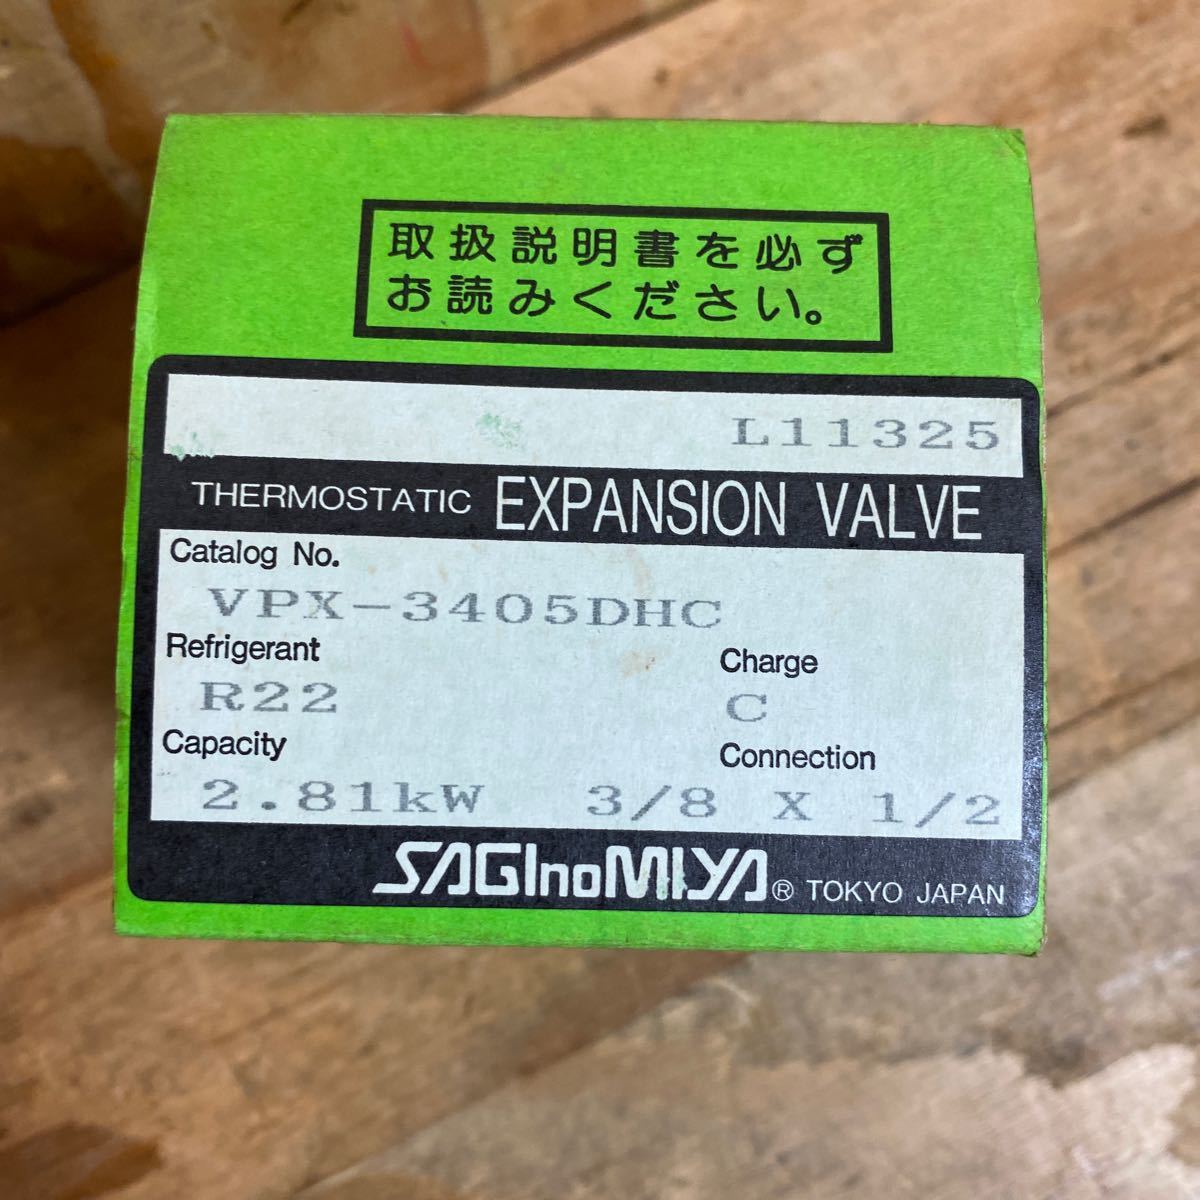 取扱説明書を必ず
お読みください。
L11325
THERMOSTATIC EXPANSION VALVE
Catalog No.
VPX-3405DHC
Refrigerant
Charge
R22
C
Capacity
Connection
2.81kW
3/8 X 1/2
SAGInoMIYA® TOKYO JAPAN